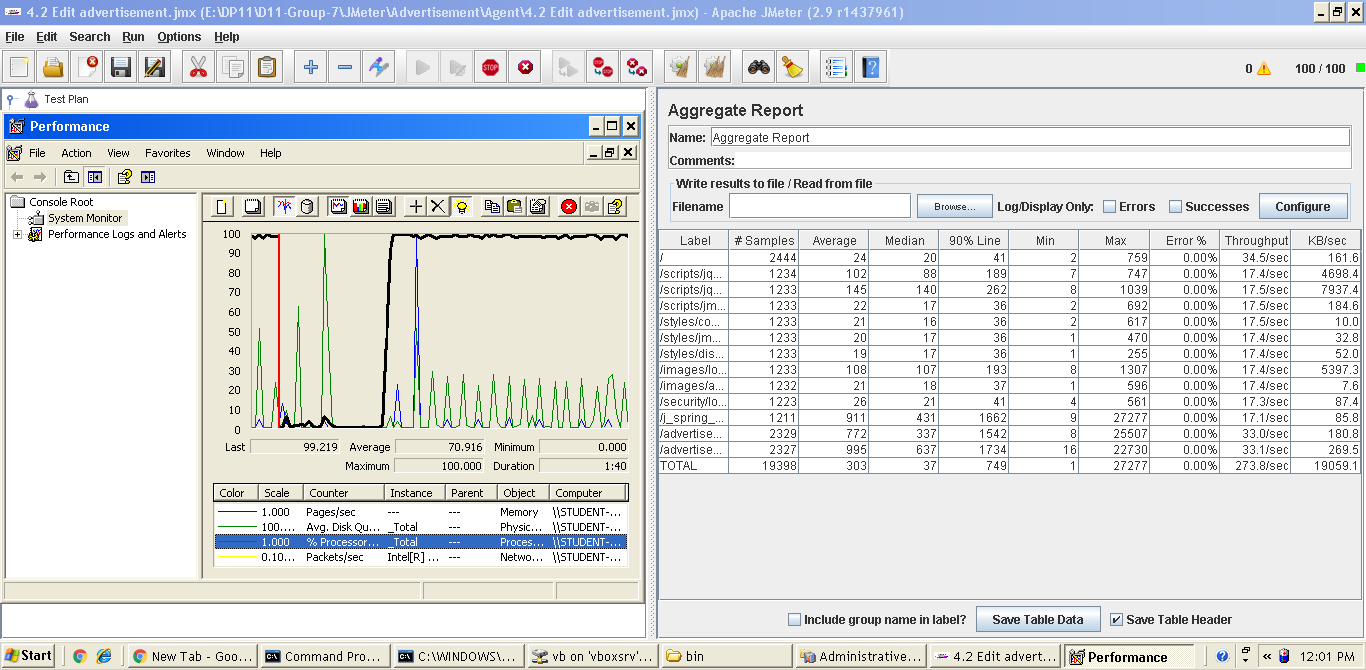 4.2 Edit advertisement.jmx (E:\DP11\D11-Group-7\JMeter\Advertisement\Agent\4.2 Edit advertisement.jmx) - Apache JMeter (2.9 r1437961)
File Edit Search Run Options Help
0 100 / 100
Test Plan
Performance
File Action View Favorites Window Help
Console Root
System Monitor
Performance Logs and Alerts
100
90
80
70
60
50
40
30
20
10
0
Last 99.219 Average 70.916 Minimum 0.000
Maximum 100.000 Duration 1:40
Color Scale Counter Instance Parent Object Computer
1.000 Pages/sec --- --- Memory \\STUDENT-...
100.... Avg. Disk Qu... _Total --- Physic... \\STUDENT-...
1.000 % Processor... _Total --- Proces... \\STUDENT-...
0.10... Packets/sec Intel[R] ... --- Netwo... \\STUDENT-...
Aggregate Report
Name: Aggregate Report
Comments:
Write results to file / Read from file
Filename Browse... Log/Display Only: Errors Successes Configure
Label # Samples Average Median 90% Line Min Max Error % Throughput KB/sec
/ 2444 24 20 41 2 759 0.00% 34.5/sec 161.6
/scripts/jq... 1234 102 88 189 7 747 0.00% 17.4/sec 4698.4
/scripts/jq... 1233 145 140 262 8 1039 0.00% 17.5/sec 7937.4
/scripts/jm... 1233 22 17 36 2 692 0.00% 17.5/sec 184.6
/styles/co... 1233 21 16 36 2 617 0.00% 17.5/sec 10.0
/styles/jm... 1233 20 17 36 1 470 0.00% 17.4/sec 32.8
/styles/dis... 1233 19 17 36 1 255 0.00% 17.4/sec 52.0
/images/lo... 1233 108 107 193 8 1307 0.00% 17.4/sec 5397.3
/images/a... 1232 21 18 37 1 596 0.00% 17.4/sec 7.6
/security/lo... 1223 26 21 41 4 561 0.00% 17.3/sec 87.4
/j_spring_... 1211 911 431 1662 9 27277 0.00% 17.1/sec 85.8
/advertise... 2329 772 337 1542 8 25507 0.00% 33.0/sec 180.8
/advertise... 2327 995 637 1734 16 22730 0.00% 33.1/sec 269.5
TOTAL 19398 303 37 749 1 27277 0.00% 273.8/sec 19059.1
Include group name in label? Save Table Data Save Table Header
Start New Tab - Goo... Command Pro... C:\WINDOWS\... vb on 'vboxsrv'... bin Administrative... 4.2 Edit advert... Performance 12:01 PM